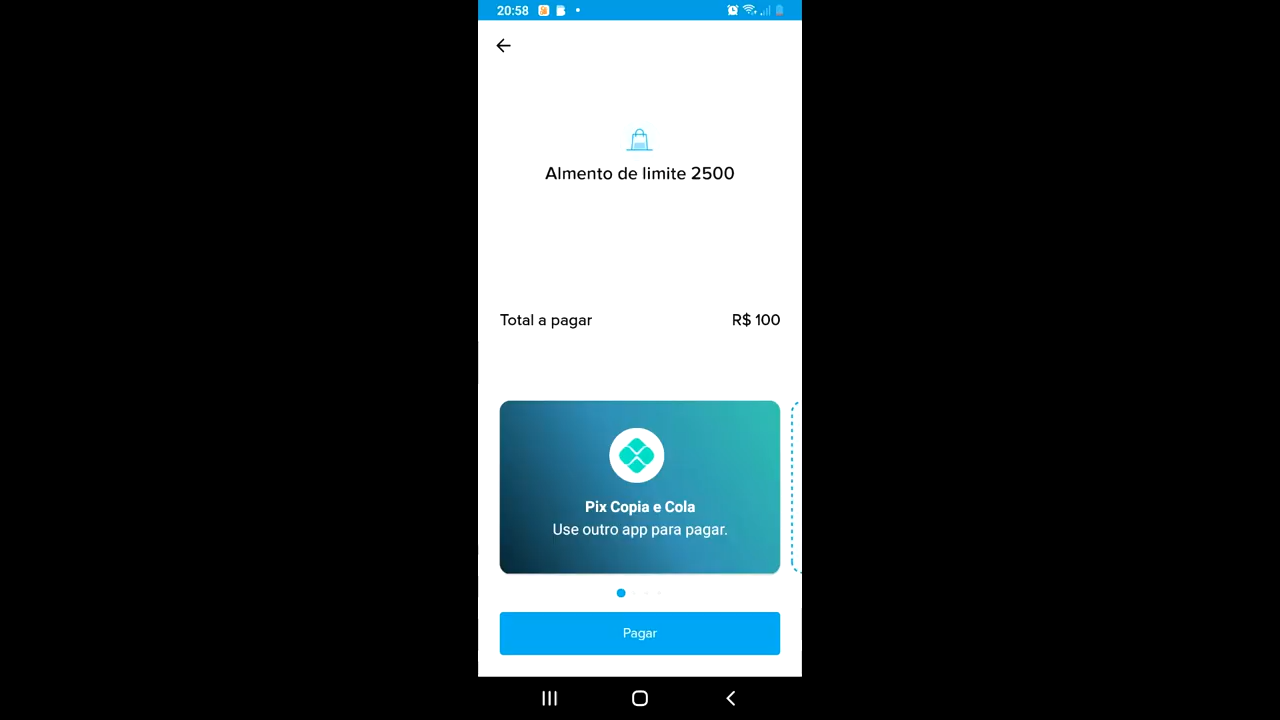 20:58
Almento de limite 2500
Total a pagar R$ 100
Pix Copia e Cola
Use outro app para pagar.
Pagar